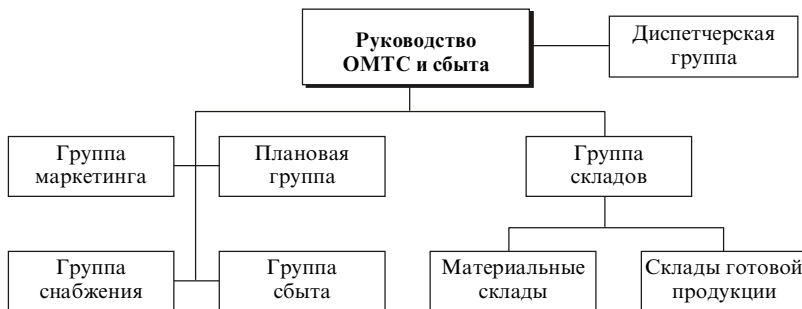 Руководство
ОМТС и сбыта
Диспетчерская
группа
Группа
маркетинга
Плановая
группа
Группа
складов
Группа
снабжения
Группа
сбыта
Материальные
склады
Склады готовой
продукции